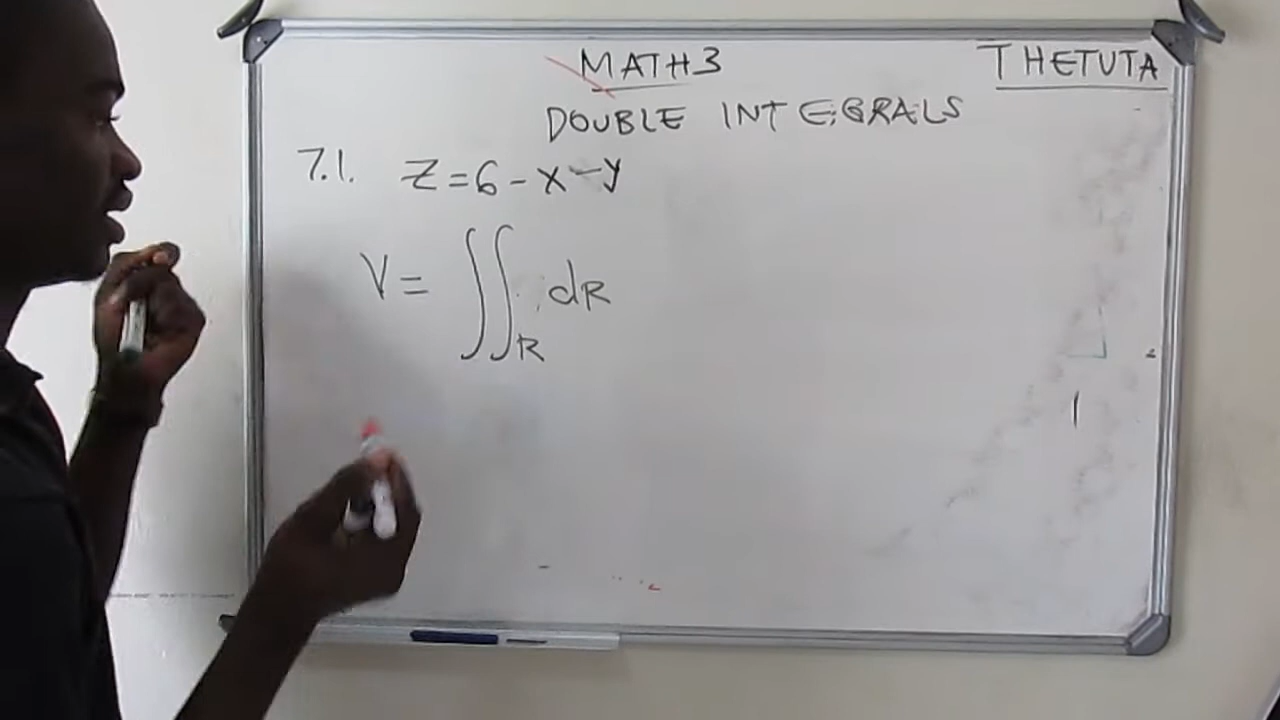 MATH3
THETUTA
DOUBLE INTEGRALS
7.1. Z=6-x-y
V= ∬R dR